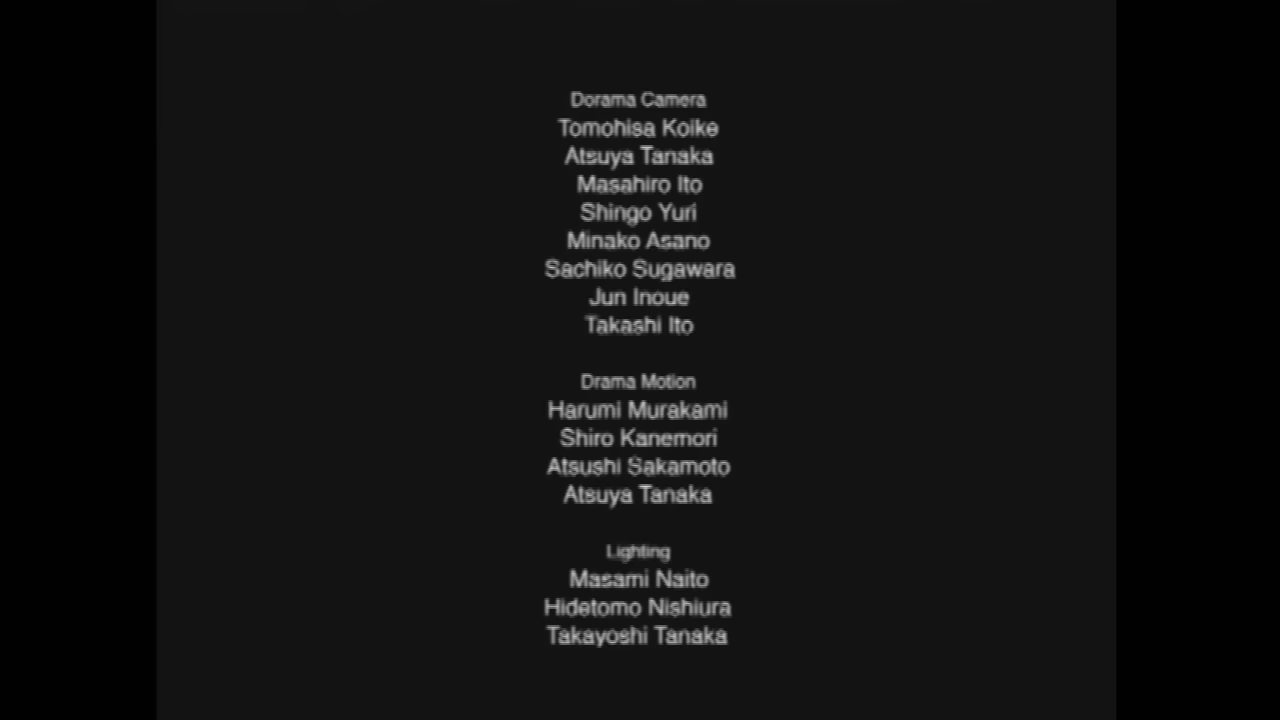 Dorama Camera
Tomohisa Koike
Atsuya Tanaka
Masahiro Ito
Shingo Yuri
Minako Asano
Sachiko Sugawara
Jun Inoue
Takashi Ito
Drama Motion
Harumi Murakami
Shiro Kanemori
Atsushi Sakamoto
Atsuya Tanaka
Lighting
Masami Naito
Hidetomo Nishiura
Takayoshi Tanaka